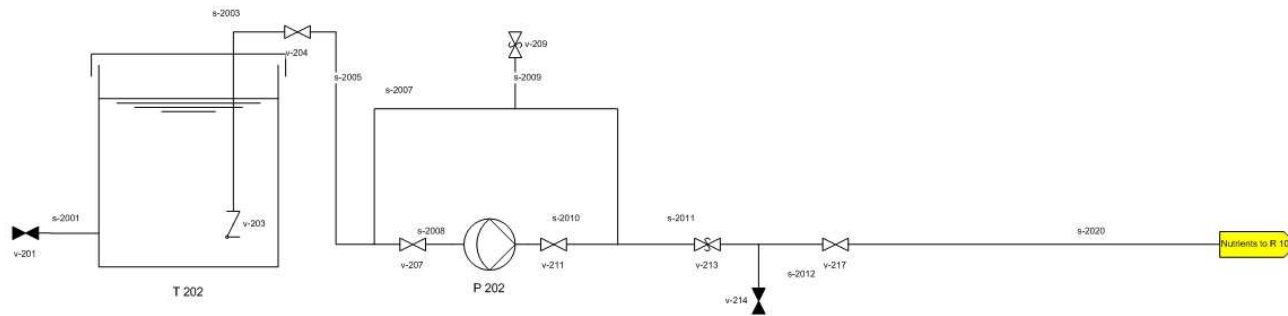 s-2003
v-204
v-209
s-2005
s-2009
s-2007
s-2001
v-203
s-2008
s-2010
s-2011
s-2020
Nutrients to R 10
v-201
v-207
v-211
v-213
s-2012
v-217
T 202
P 202
v-214